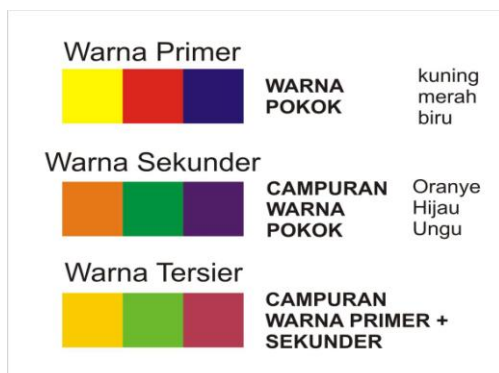 Warna Primer
WARNA
POKOK
kuning
merah
biru
Warna Sekunder
CAMPURAN
WARNA
POKOK
Oranye
Hijau
Ungu
Warna Tersier
CAMPURAN
WARNA PRIMER +
SEKUNDER